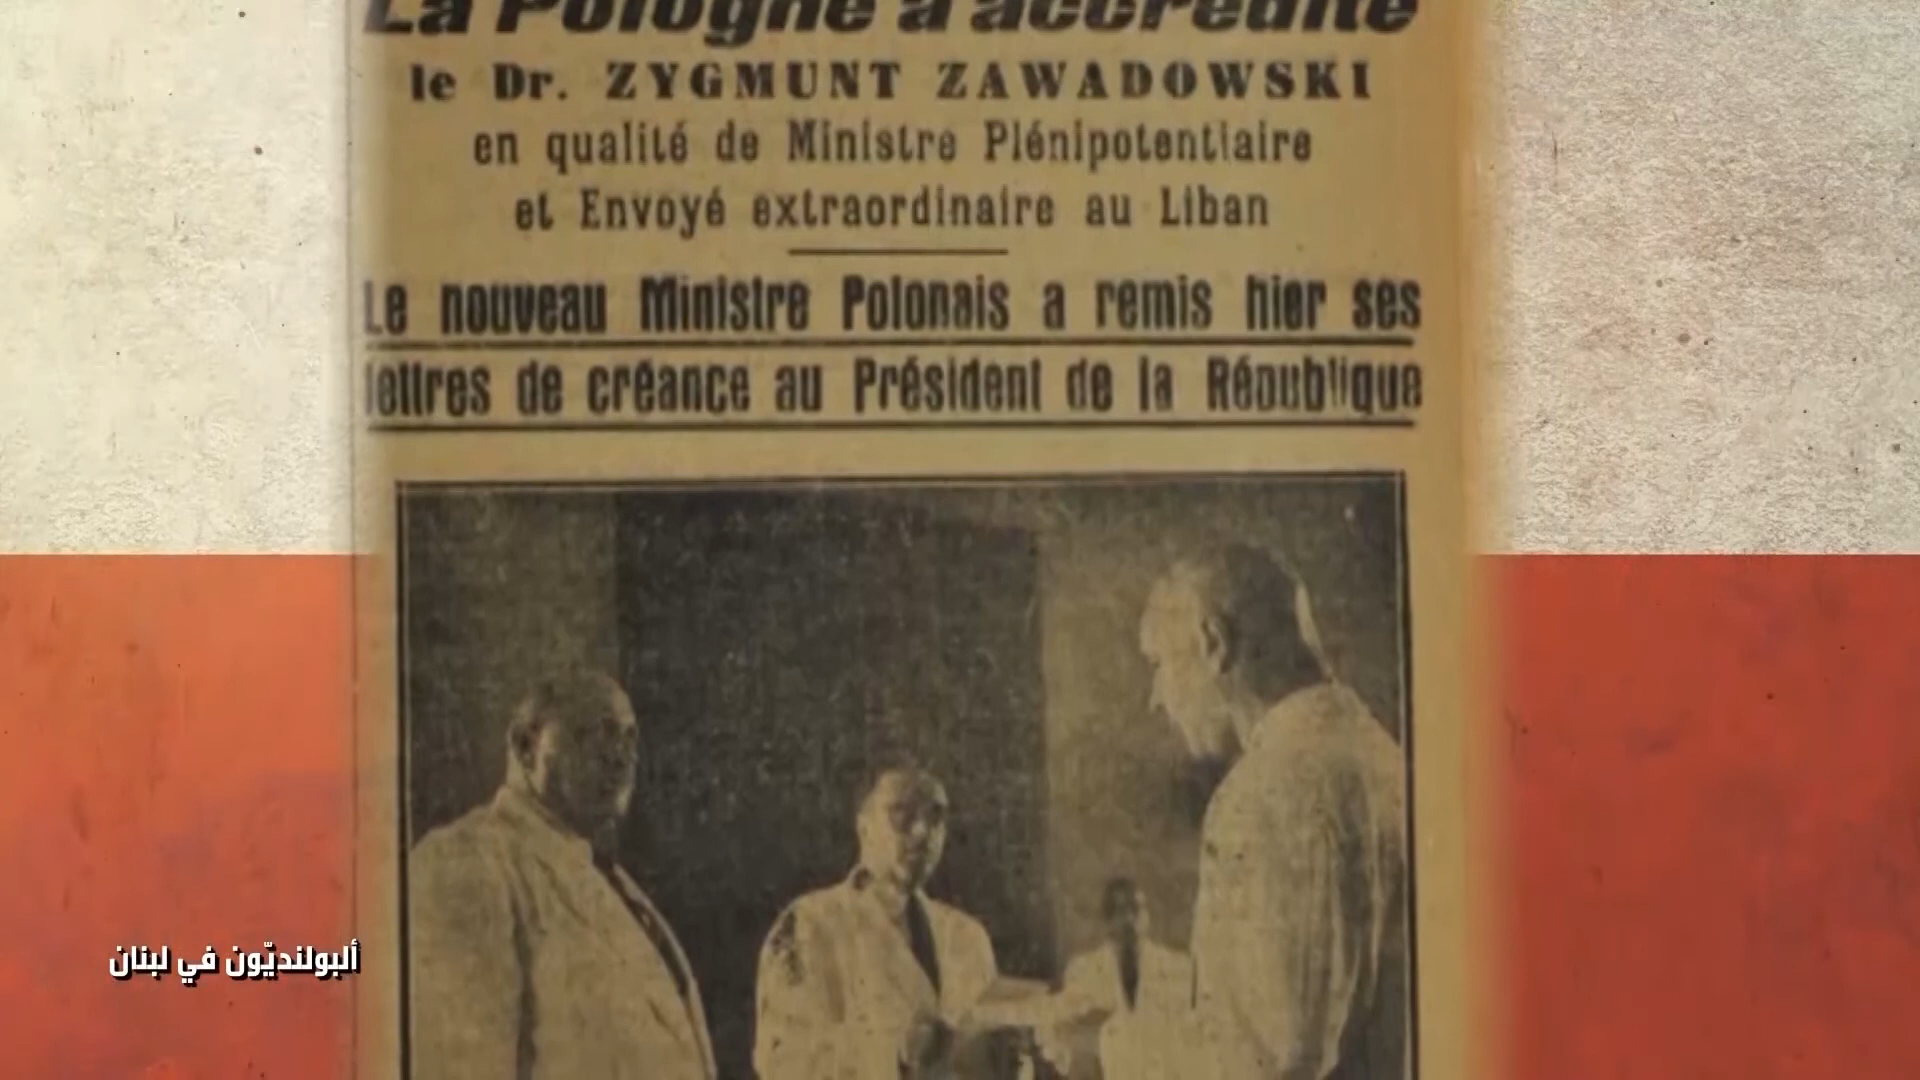 La Pologne a accrédité
le Dr. ZYGMUNT ZAWADOWSKI
en qualité de Ministre Plénipotentiaire
et Envoyé extraordinaire au Liban
Le nouveau Ministre Polonais a remis hier ses
lettres de créance au Président de la République
ألبولنديّون في لبنان